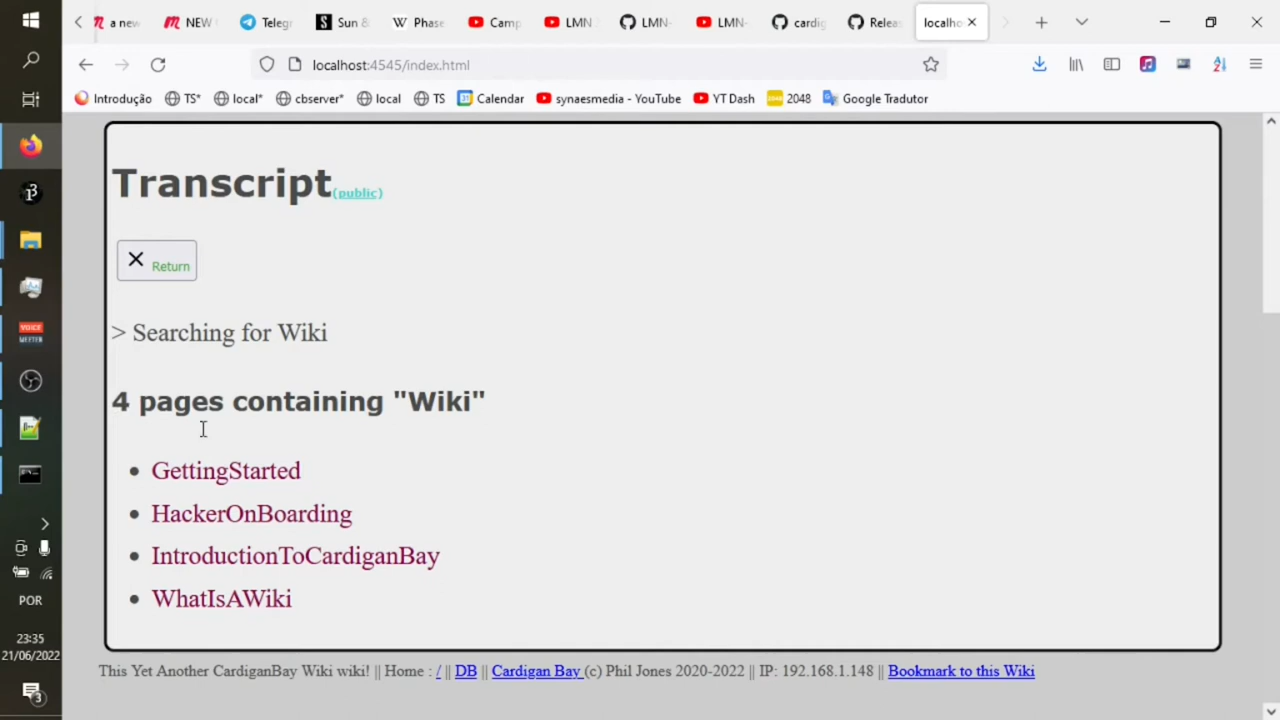 a new
NEW
Telegr
Sun &
Phase
Camp
LMN
LMN-
LMN-
cardig
Relea
localho
localhost:4545/index.html
Introdução
TS*
local*
cbserver*
local
TS
Calendar
synaesmedia - YouTube
YT Dash
2048
Google Tradutor
Transcript(public)
Return
> Searching for Wiki
4 pages containing "Wiki"
GettingStarted
HackerOnBoarding
IntroductionToCardiganBay
WhatIsAWiki
This Yet Another CardiganBay Wiki wiki! || Home : / || DB || Cardigan Bay (c) Phil Jones 2020-2022 || IP: 192.168.1.148 || Bookmark to this Wiki
POR
23:35
21/06/2022
3